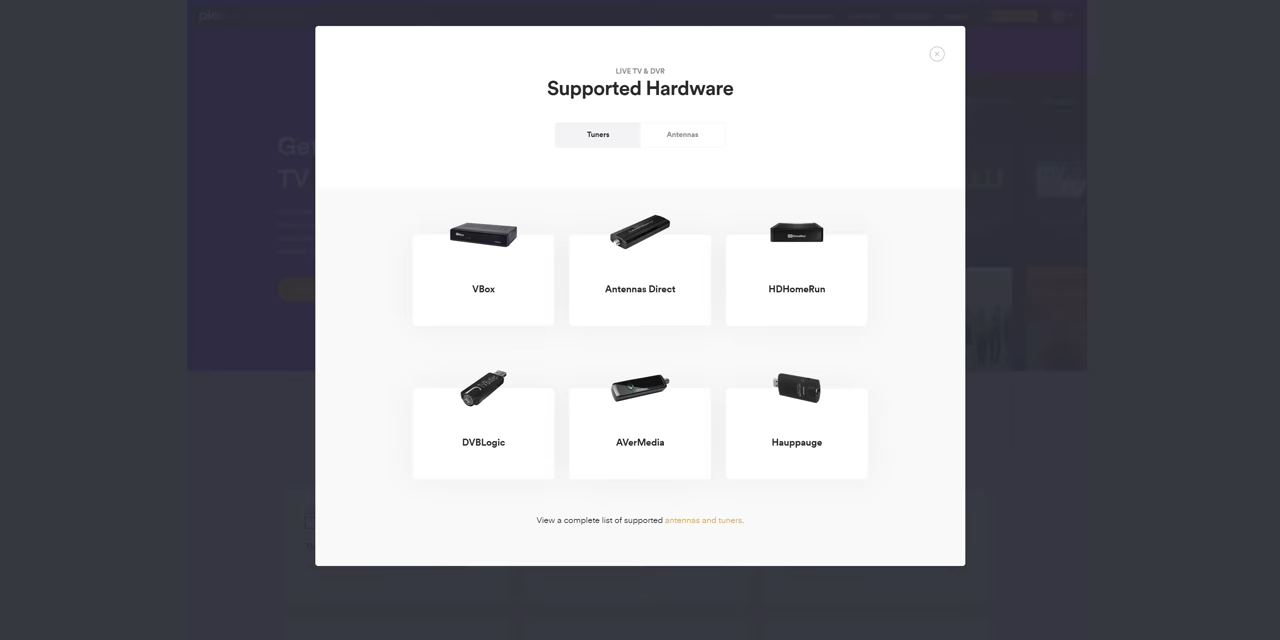 LIVE TV & DVR
Supported Hardware
Tuners
Antennas
VBox
Antennas Direct
HDHomeRun
DVBLogic
AVerMedia
Hauppauge
View a complete list of supported antennas and tuners.